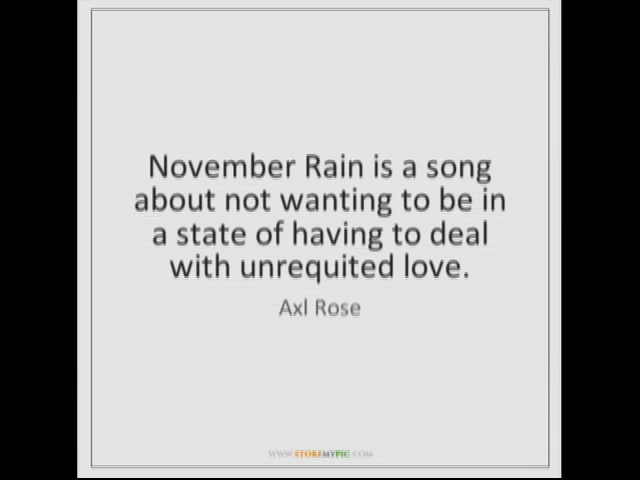 November Rain is a song
about not wanting to be in
a state of having to deal
with unrequited love.
Axl Rose
WWW.STOREMYPIC.COM